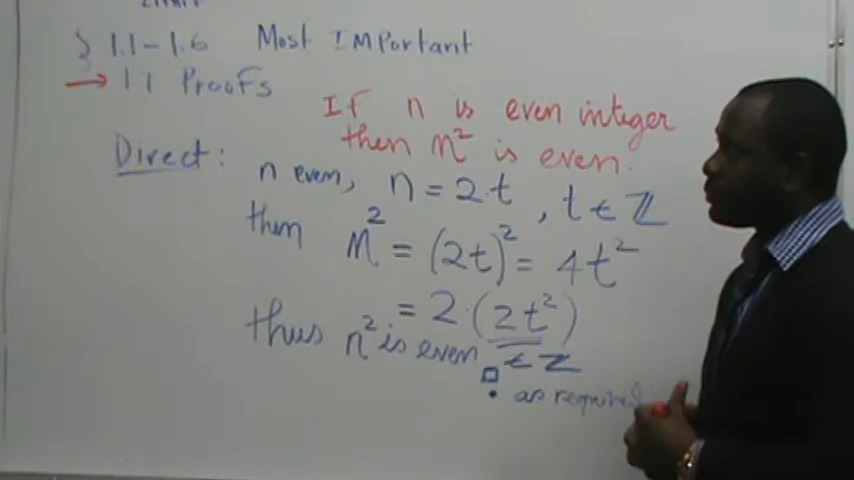 } 1.1 - 1.6 Most IMPortant
→ 11 ProoFs
IF n is even integer
then n² is even.
Direct:
n even, n = 2·t, t ∈ ℤ
then n² = (2t)² = 4t²
= 2·(2t²)
thus n² is even ∈ ℤ
□
• as required